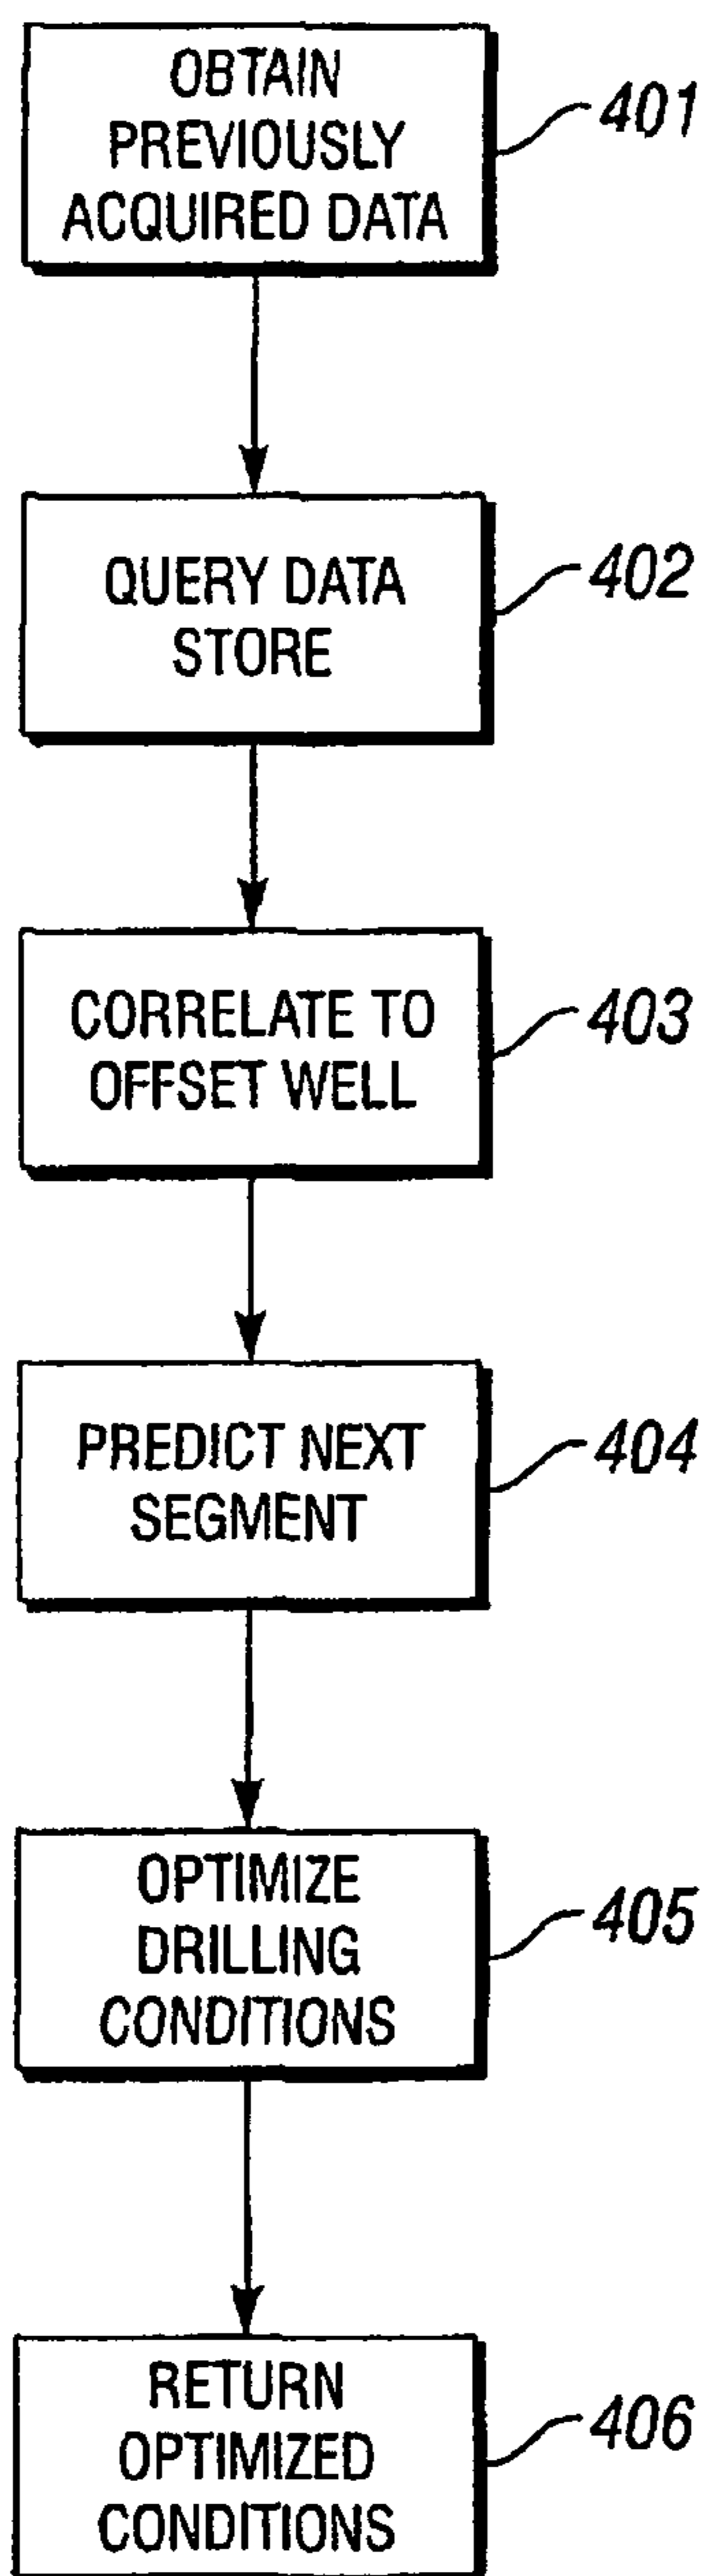 OBTAIN
PREVIOUSLY
ACQUIRED DATA
401
QUERY DATA
STORE
402
CORRELATE TO
OFFSET WELL
403
PREDICT NEXT
SEGMENT
404
OPTIMIZE
DRILLING
CONDITIONS
405
RETURN
OPTIMIZED
CONDITIONS
406